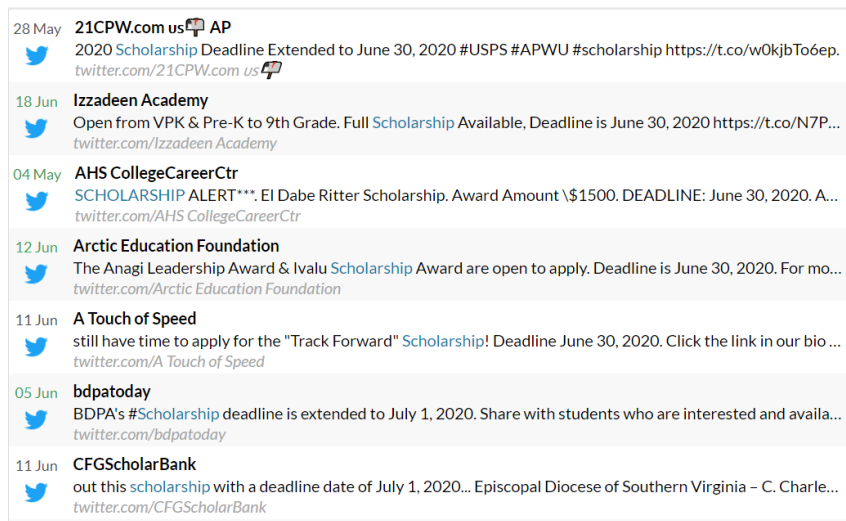 28 May 21CPW.com us📬 AP
2020 Scholarship Deadline Extended to June 30, 2020 #USPS #APWU #scholarship https://t.co/w0kjbTo6ep.
twitter.com/21CPW.com us📬
18 Jun Izzadeen Academy
Open from VPK & Pre-K to 9th Grade. Full Scholarship Available, Deadline is June 30, 2020 https://t.co/N7P...
twitter.com/Izzadeen Academy
04 May AHS CollegeCareerCtr
SCHOLARSHIP ALERT***. El Dabe Ritter Scholarship. Award Amount \$1500. DEADLINE: June 30, 2020. A...
twitter.com/AHS CollegeCareerCtr
12 Jun Arctic Education Foundation
The Anagi Leadership Award & Ivalu Scholarship Award are open to apply. Deadline is June 30, 2020. For mo...
twitter.com/Arctic Education Foundation
11 Jun A Touch of Speed
still have time to apply for the "Track Forward" Scholarship! Deadline June 30, 2020. Click the link in our bio ...
twitter.com/A Touch of Speed
05 Jun bdpatoday
BDPA's #Scholarship deadline is extended to July 1, 2020. Share with students who are interested and availa...
twitter.com/bdpatoday
11 Jun CFGScholarBank
out this scholarship with a deadline date of July 1, 2020... Episcopal Diocese of Southern Virginia – C. Charle...
twitter.com/CFGScholarBank